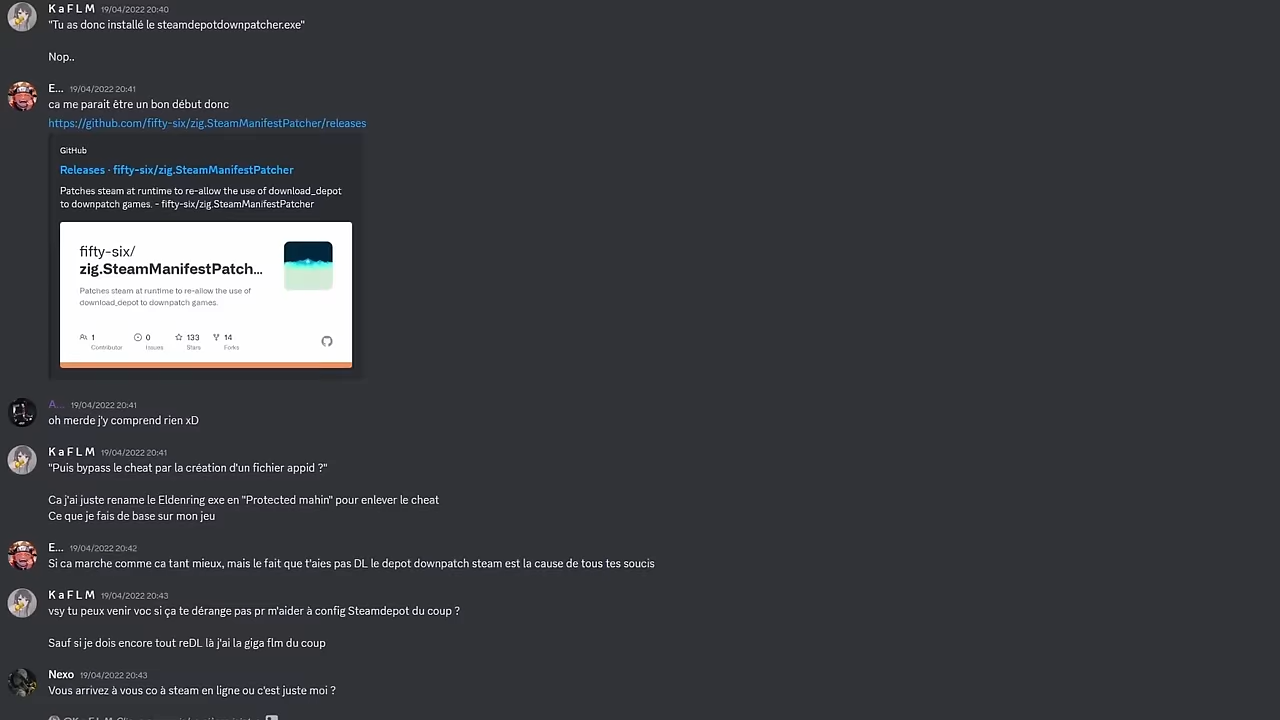 K a F L M 19/04/2022 20:40
"Tu as donc installé le steamdepotdownpatcher.exe"
Nop..
E... 19/04/2022 20:41
ca me parait être un bon début donc
https://github.com/fifty-six/zig.SteamManifestPatcher/releases
GitHub
Releases · fifty-six/zig.SteamManifestPatcher
Patches steam at runtime to re-allow the use of download_depot
to downpatch games. - fifty-six/zig.SteamManifestPatcher
fifty-six/
zig.SteamManifestPatch...
Patches steam at runtime to re-allow the use of
download_depot to downpatch games.
1 0 133 14
Contributor Issues Stars Forks
A... 19/04/2022 20:41
oh merde j'y comprend rien xD
K a F L M 19/04/2022 20:41
"Puis bypass le cheat par la création d'un fichier appid ?"
Ca j'ai juste rename le Eldenring exe en "Protected mahin" pour enlever le cheat
Ce que je fais de base sur mon jeu
E... 19/04/2022 20:42
Si ca marche comme ca tant mieux, mais le fait que t'aies pas DL le depot downpatch steam est la cause de tous tes soucis
K a F L M 19/04/2022 20:43
vsy tu peux venir voc si ça te dérange pas pr m'aider à config Steamdepot du coup ?
Sauf si je dois encore tout reDL là j'ai la giga flm du coup
Nexo 19/04/2022 20:43
Vous arrivez à vous co à steam en ligne ou c'est juste moi ?